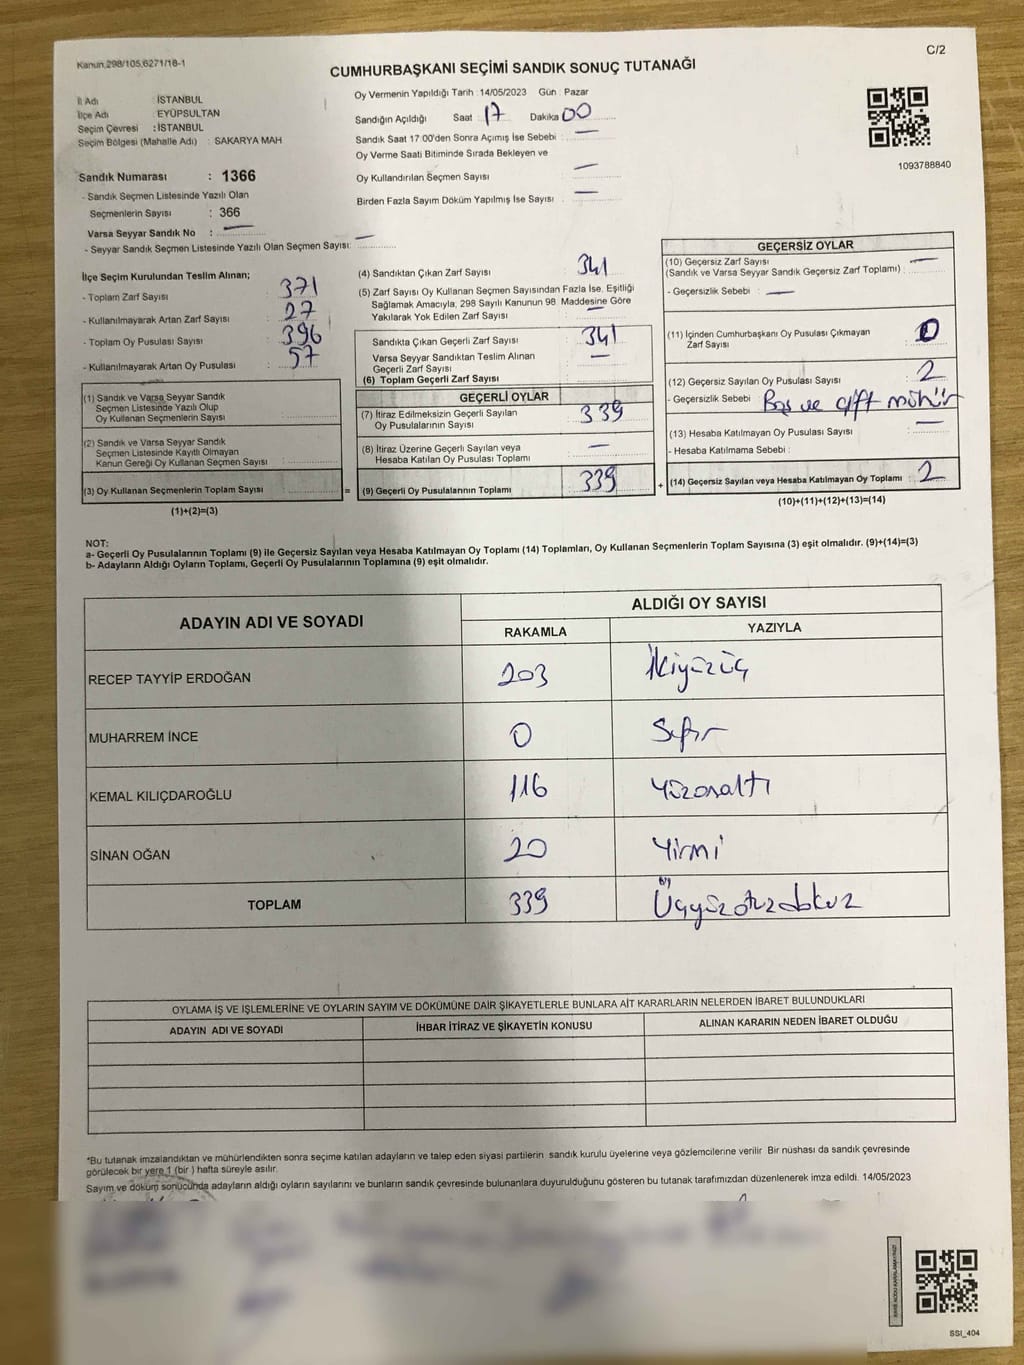 Kanun,298/105,6271/18-1
C/2
CUMHURBAŞKANI SEÇİMİ SANDIK SONUÇ TUTANAĞI
İl Adı : İSTANBUL
İlçe Adı : EYÜPSULTAN
Seçim Çevresi : İSTANBUL
Seçim Bölgesi (Mahalle Adı) : SAKARYA MAH
Sandık Numarası : 1366
- Sandık Seçmen Listesinde Yazılı Olan
Seçmenlerin Sayısı : 366
Varsa Seyyar Sandık No : —
- Seyyar Sandık Seçmen Listesinde Yazılı Olan Seçmen Sayısı: —
Oy Vermenin Yapıldığı Tarih : 14/05/2023 Gün : Pazar
Sandığın Açıldığı Saat 17 Dakika 00
Sandık Saat 17 00'den Sonra Açımış İse Sebebi : —
Oy Verme Saati Bitiminde Sırada Bekleyen ve
Oy Kullandırılan Seçmen Sayısı : —
Birden Fazla Sayım Döküm Yapılmış İse Sayısı : —
1093788840
İlçe Seçim Kurulundan Teslim Alınan;
- Toplam Zarf Sayısı : 371
- Kullanılmayarak Artan Zarf Sayısı : 27
- Toplam Oy Pusulası Sayısı : 396
- Kullanılmayarak Artan Oy Pusulası : 57
(1) Sandık ve Varsa Seyyar Sandık
Seçmen Listesinde Yazılı Olup
Oy Kullanan Seçmenlerin Sayısı :
(2) Sandık ve Varsa Seyyar Sandık
Seçmen Listesinde Kayıtlı Olmayan
Kanun Gereği Oy Kullanan Seçmen Sayısı :
(3) Oy Kullanan Seçmenlerin Toplam Sayısı :
(1)+(2)=(3)
(4) Sandıktan Çıkan Zarf Sayısı : 341
(5) Zarf Sayısı Oy Kullanan Seçmen Sayısından Fazla İse, Eşitliği
Sağlamak Amacıyla, 298 Sayılı Kanunun 98. Maddesine Göre
Yakılarak Yok Edilen Zarf Sayısı : —
Sandıkta Çıkan Geçerli Zarf Sayısı : 341
Varsa Seyyar Sandıktan Teslim Alınan
Geçerli Zarf Sayısı : —
(6) Toplam Geçerli Zarf Sayısı
GEÇERLİ OYLAR
(7) İtiraz Edilmeksizin Geçerli Sayılan
Oy Pusulalarının Sayısı : 339
(8) İtiraz Üzerine Geçerli Sayılan veya
Hesaba Katılan Oy Pusulası Toplamı : —
= (9) Geçerli Oy Pusulalarının Toplamı : 339
GEÇERSİZ OYLAR
(10) Geçersiz Zarf Sayısı : —
(Sandık ve Varsa Seyyar Sandık Geçersiz Zarf Toplamı)
- Geçersizlik Sebebi : —
(11) İçinden Cumhurbaşkanı Oy Pusulası Çıkmayan
Zarf Sayısı : 0
(12) Geçersiz Sayılan Oy Pusulası Sayısı : 2
- Geçersizlik Sebebi : Boş ve çift mühür
(13) Hesaba Katılmayan Oy Pusulası Sayısı : —
- Hesaba Katılmama Sebebi :
+ (14) Geçersiz Sayılan veya Hesaba Katılmayan Oy Toplamı : 2
(10)+(11)+(12)+(13)=(14)
NOT:
a- Geçerli Oy Pusulalarının Toplamı (9) ile Geçersiz Sayılan veya Hesaba Katılmayan Oy Toplamı (14) Toplamları, Oy Kullanan Seçmenlerin Toplam Sayısına (3) eşit olmalıdır. (9)+(14)=(3)
b- Adayların Aldığı Oyların Toplamı, Geçerli Oy Pusulalarının Toplamına (9) eşit olmalıdır.
ADAYIN ADI VE SOYADI
ALDIĞI OY SAYISI
RAKAMLA YAZIYLA
RECEP TAYYİP ERDOĞAN 203 İkiyüzüç
MUHARREM İNCE 0 Sıfır
KEMAL KILIÇDAROĞLU 116 Yüzonaltı
SİNAN OĞAN 20 Yirmi
TOPLAM 339 Üçyüzotuzdokuz
OYLAMA İŞ VE İŞLEMLERİNE VE OYLARIN SAYIM VE DÖKÜMÜNE DAİR ŞİKAYETLERLE BUNLARA AİT KARARLARIN NELERDEN İBARET BULUNDUKLARI
ADAYIN ADI VE SOYADI İHBAR İTİRAZ VE ŞİKAYETİN KONUSU ALINAN KARARIN NEDEN İBARET OLDUĞU
*Bu tutanak imzalandıktan ve mühürlendikten sonra seçime katılan adayların ve talep eden siyasi partilerin sandık kurulu üyelerine veya gözlemcilerine verilir Bir nüshası da sandık çevresinde
görülecek bir yere 1 (bir) hafta süreyle asılır.
Sayım ve döküm sonucunda adayların aldığı oyların sayılarını ve bunların sandık çevresinde bulunanlara duyurulduğunu gösteren bu tutanak tarafımızdan düzenlenerek imza edildi. 14/05/2023
SSI_404